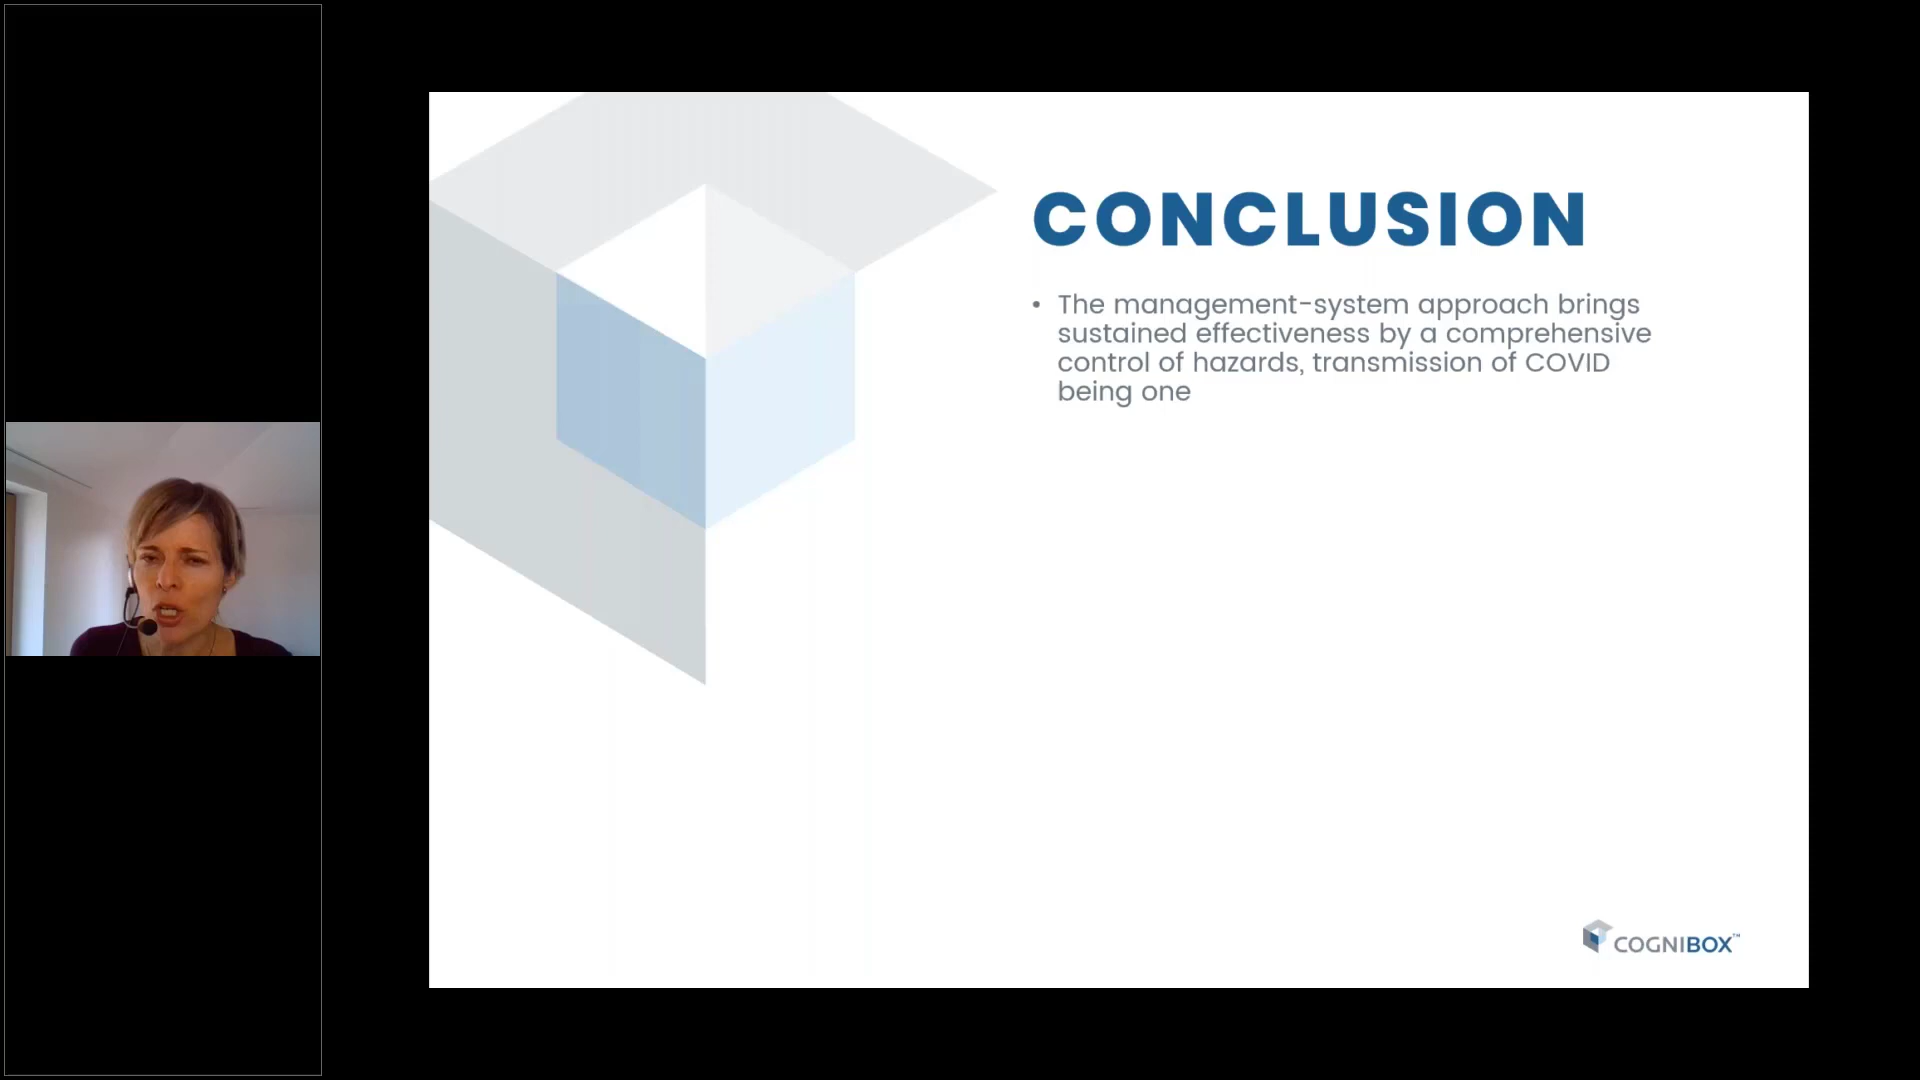 CONCLUSION
• The management-system approach brings
sustained effectiveness by a comprehensive
control of hazards, transmission of COVID
being one
COGNIBOX™